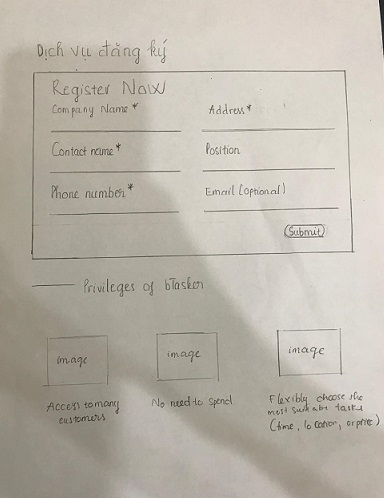 Dịch vụ đăng ký
Register Now
Company Name*
Address*
Contact name*
Position
Phone number*
Email (optional)
Submit
Privileges of bTasker
image
image
image
Access to many
customers
No need to spend
Flexibly choose the
most suitable tasks
(time, location, or price)